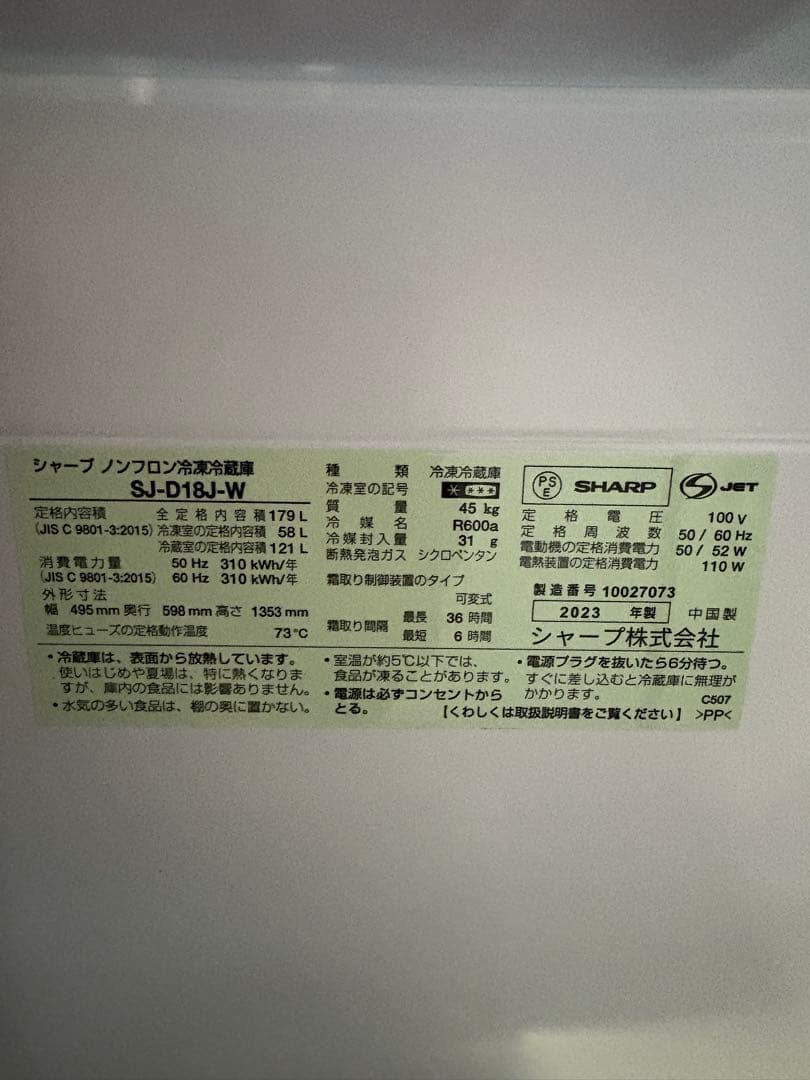 シャープ ノンフロン冷凍冷蔵庫
SJ-D18J-W
定格内容積 全定格内容積 179 L
(JIS C 9801-3:2015) 冷凍室の定格内容積 58 L
冷蔵室の定格内容積 121 L
消費電力量 50 Hz 310 kWh/年
(JIS C 9801-3:2015) 60 Hz 310 kWh/年
外形寸法
幅 495 mm 奥行 598 mm 高さ 1353 mm
温度ヒューズの定格動作温度 73℃
種類 冷凍冷蔵庫
冷凍室の記号 ＊***
質量 45 kg
冷媒名 R600a
冷媒封入量 31 g
断熱発泡ガス シクロペンタン
霜取り制御装置のタイプ
可変式
霜取り間隔 最長 36 時間
最短 6 時間
PS E SHARP S JET
定格電圧 100 V
定格周波数 50 / 60 Hz
電動機の定格消費電力 50 / 52 W
電熱装置の定格消費電力 110 W
製造番号 10027073
2023 年製 中国製
シャープ株式会社
・冷蔵庫は、表面から放熱しています。
使いはじめや夏場は、特に熱くなりま
すが、庫内の食品には影響ありません。
・水気の多い食品は、棚の奥に置かない。
・室温が約5℃以下では、
食品が凍ることがあります。
・電源は必ずコンセントから
とる。
・電源プラグを抜いたら6分待つ。
すぐに差し込むと冷蔵庫に無理が
かかります。
C507
【くわしくは取扱説明書をご覧ください】 >PP<